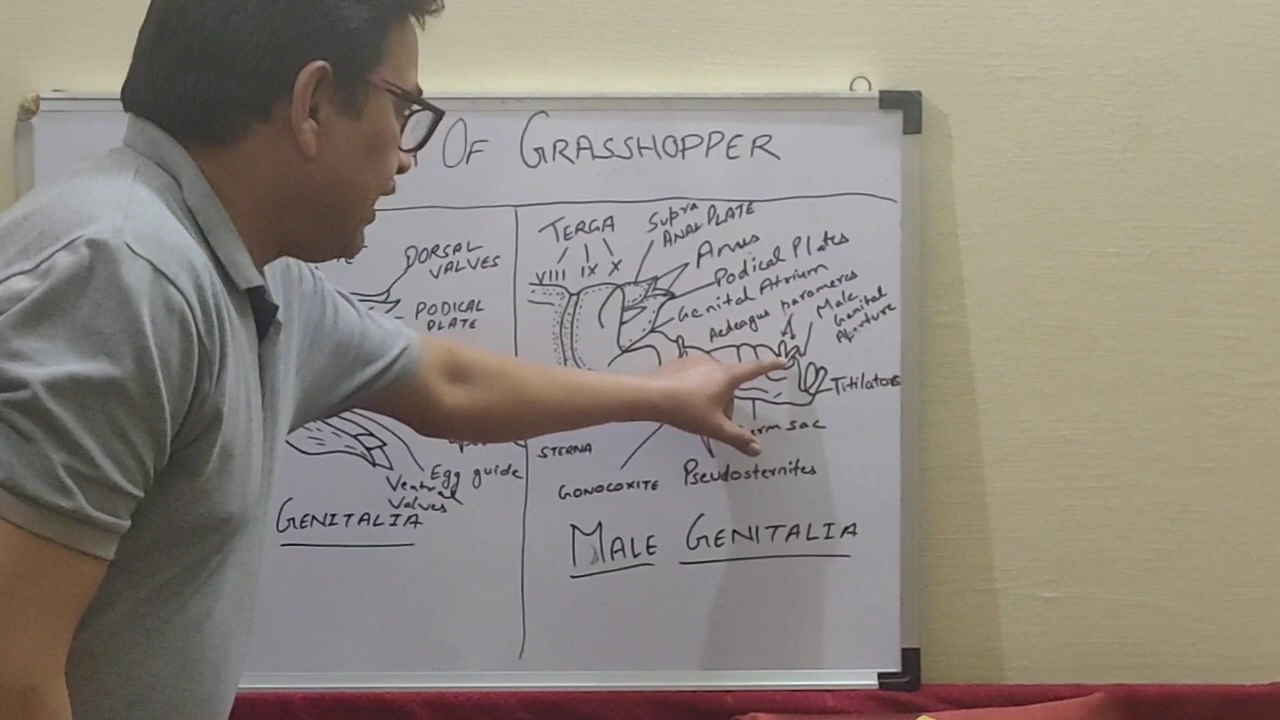 OF GRASSHOPPER
DORSAL
VALVES
PODICAL
PLATE
Egg guide
Ventral
Valves
GENITALIA
TERGA
VIII IX X
Supra
ANAL PLATE
Anus
Podical Plates
Genital Atrium
Aedeagus parameres
Male
Genital
Aperture
Titilators
STERNA
GONOCOXITE
Pseudosternites
MALE GENITALIA